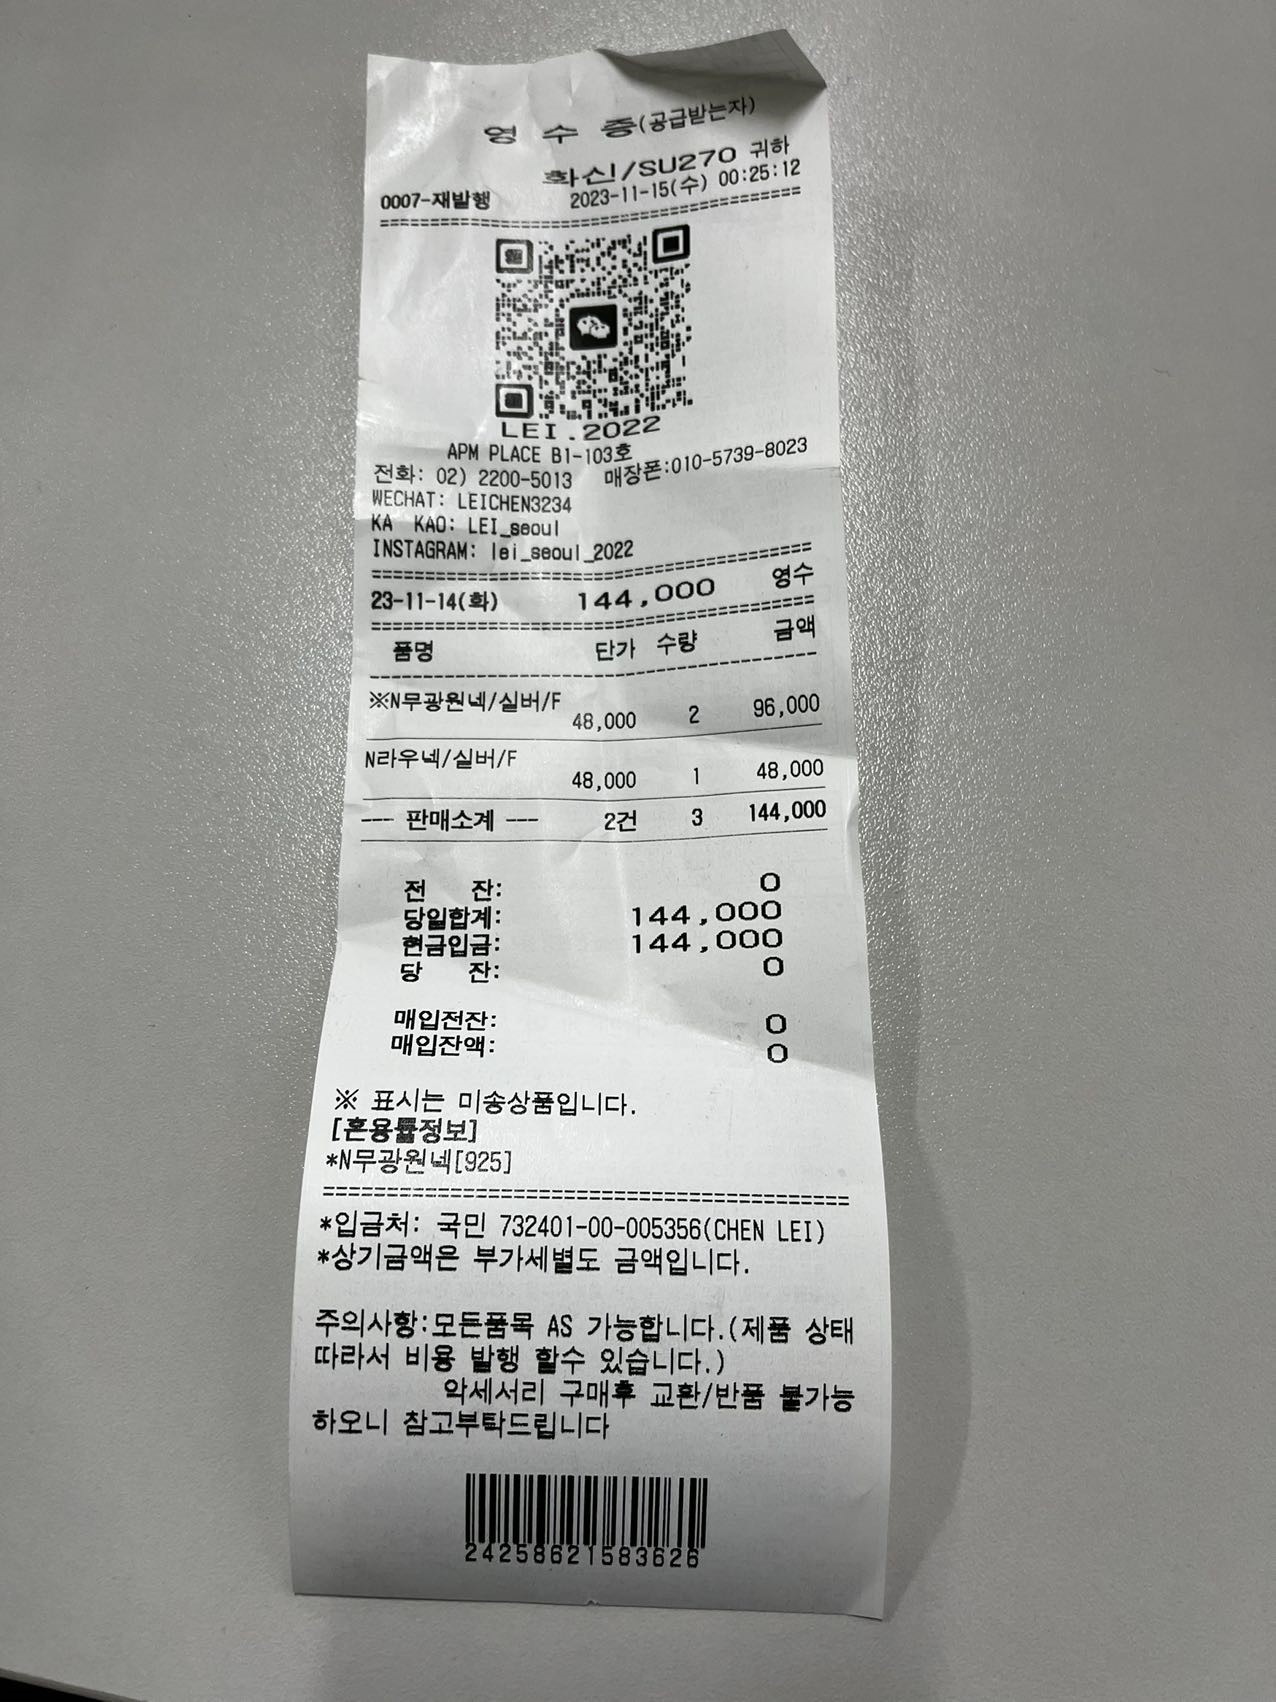 영 수 증(공급받는자)
화신/SU270 귀하
0007-재발행 2023-11-15(수) 00:25:12
LEI.2022
APM PLACE B1-103호
전화: 02) 2200-5013 매장폰:010-5739-8023
WECHAT: LEICHEN3234
KA KAO: LEI_seoul
INSTAGRAM: lei_seoul_2022
23-11-14(화) 144,000 영수
품명 단가 수량 금액
※N무광원넥/실버/F
48,000 2 96,000
N라우넥/실버/F
48,000 1 48,000
--- 판매소계 --- 2건 3 144,000
전 잔: 0
당일합계: 144,000
현금입금: 144,000
당 잔: 0
매입전잔: 0
매입잔액: 0
※ 표시는 미송상품입니다.
[혼용률정보]
*N무광원넥[925]
*입금처: 국민 732401-00-005356(CHEN LEI)
*상기금액은 부가세별도 금액입니다.
주의사항:모든품목 AS 가능합니다.(제품 상태
따라서 비용 발행 할수 있습니다.)
악세서리 구매후 교환/반품 불가능
하오니 참고부탁드립니다
24258621583626